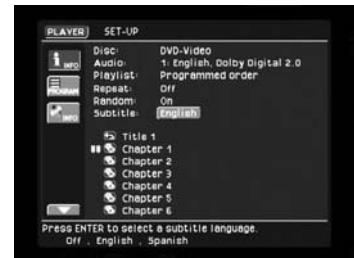 PLAYER SET-UP
Disc: DVD-Video
Audio: 1: English, Dolby Digital 2.0
Playlist: Programmed order
Repeat: Off
Random: On
Subtitle: English
INFO
PROGRAM
INFO
Title 1
Chapter 1
Chapter 2
Chapter 3
Chapter 4
Chapter 5
Chapter 6
Press ENTER to select a subtitle language.
Off , English , Spanish